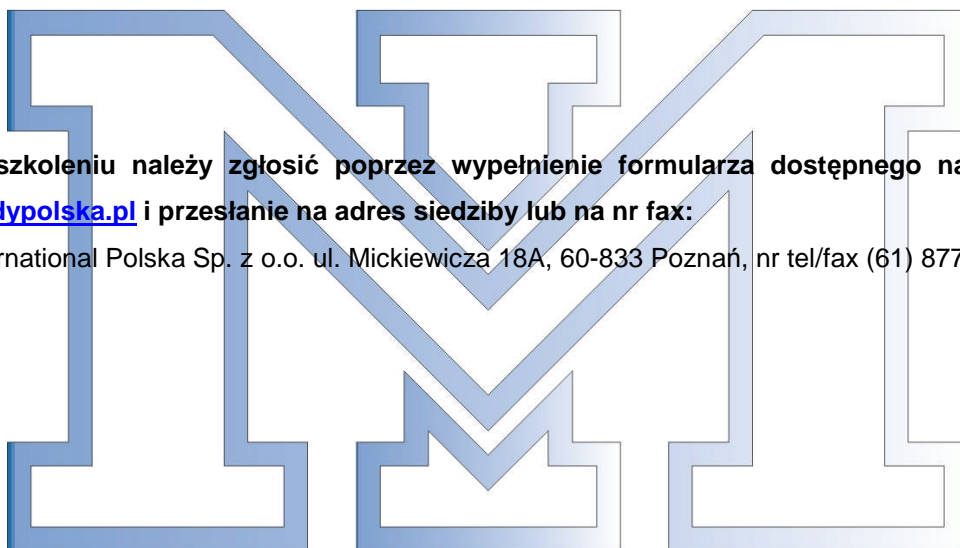 szkoleniu należy zgłosić poprzez wypełnienie formularza dostępnego na
dypolska.pl i przesłanie na adres siedziby lub na nr fax:
rnational Polska Sp. z o.o. ul. Mickiewicza 18A, 60-833 Poznań, nr tel/fax (61) 877